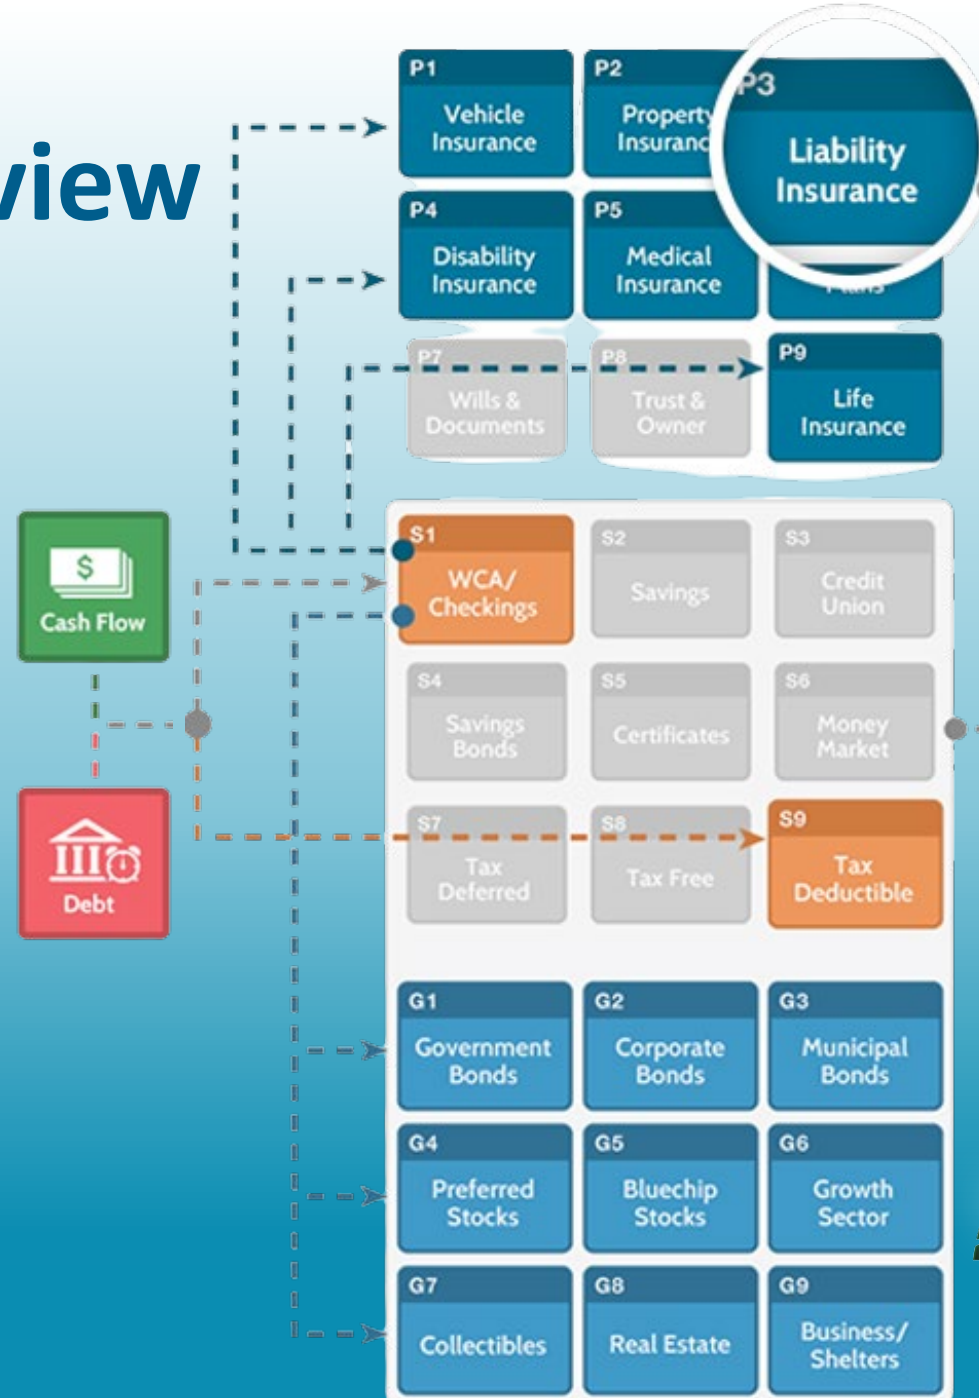 view
P1
Vehicle
Insurance
P2
Property
Insuranc
P3
Liability
Insurance
P4
Disability
Insurance
P5
Medical
Insurance
Plans
P7
Wills &
Documents
P8
Trust &
Owner
P9
Life
Insurance
$
Cash Flow
Debt
S1
WCA/
Checkings
S2
Savings
S3
Credit
Union
S4
Savings
Bonds
S5
Certificates
S6
Money
Market
S7
Tax
Deferred
S8
Tax Free
S9
Tax
Deductible
G1
Government
Bonds
G2
Corporate
Bonds
G3
Municipal
Bonds
G4
Preferred
Stocks
G5
Bluechip
Stocks
G6
Growth
Sector
G7
Collectibles
G8
Real Estate
G9
Business/
Shelters